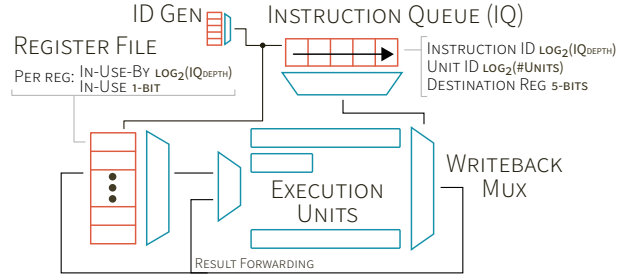 ID Gen
Instruction Queue (IQ)
Register File
Per reg: In-Use-By log2(IQdepth)
In-Use 1-bit
Instruction ID log2(IQdepth)
Unit ID log2(#Units)
Destination Reg 5-bits
Writeback
Mux
Execution
Units
Result Forwarding